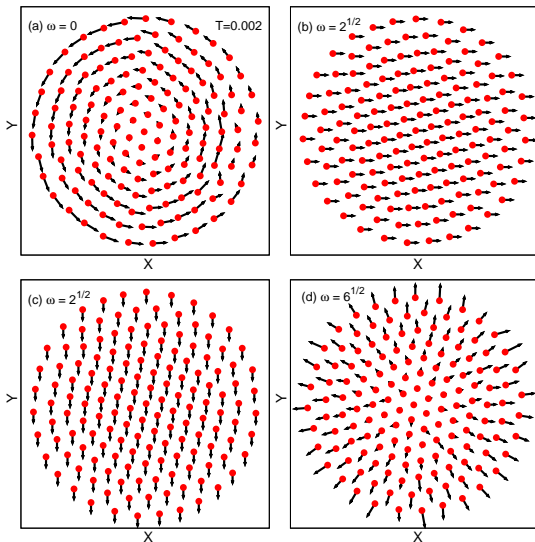 (a) ω = 0 T=0.002
Y
X
(b) ω = 2^{1/2}
Y
X
(c) ω = 2^{1/2}
Y
X
(d) ω = 6^{1/2}
Y
X